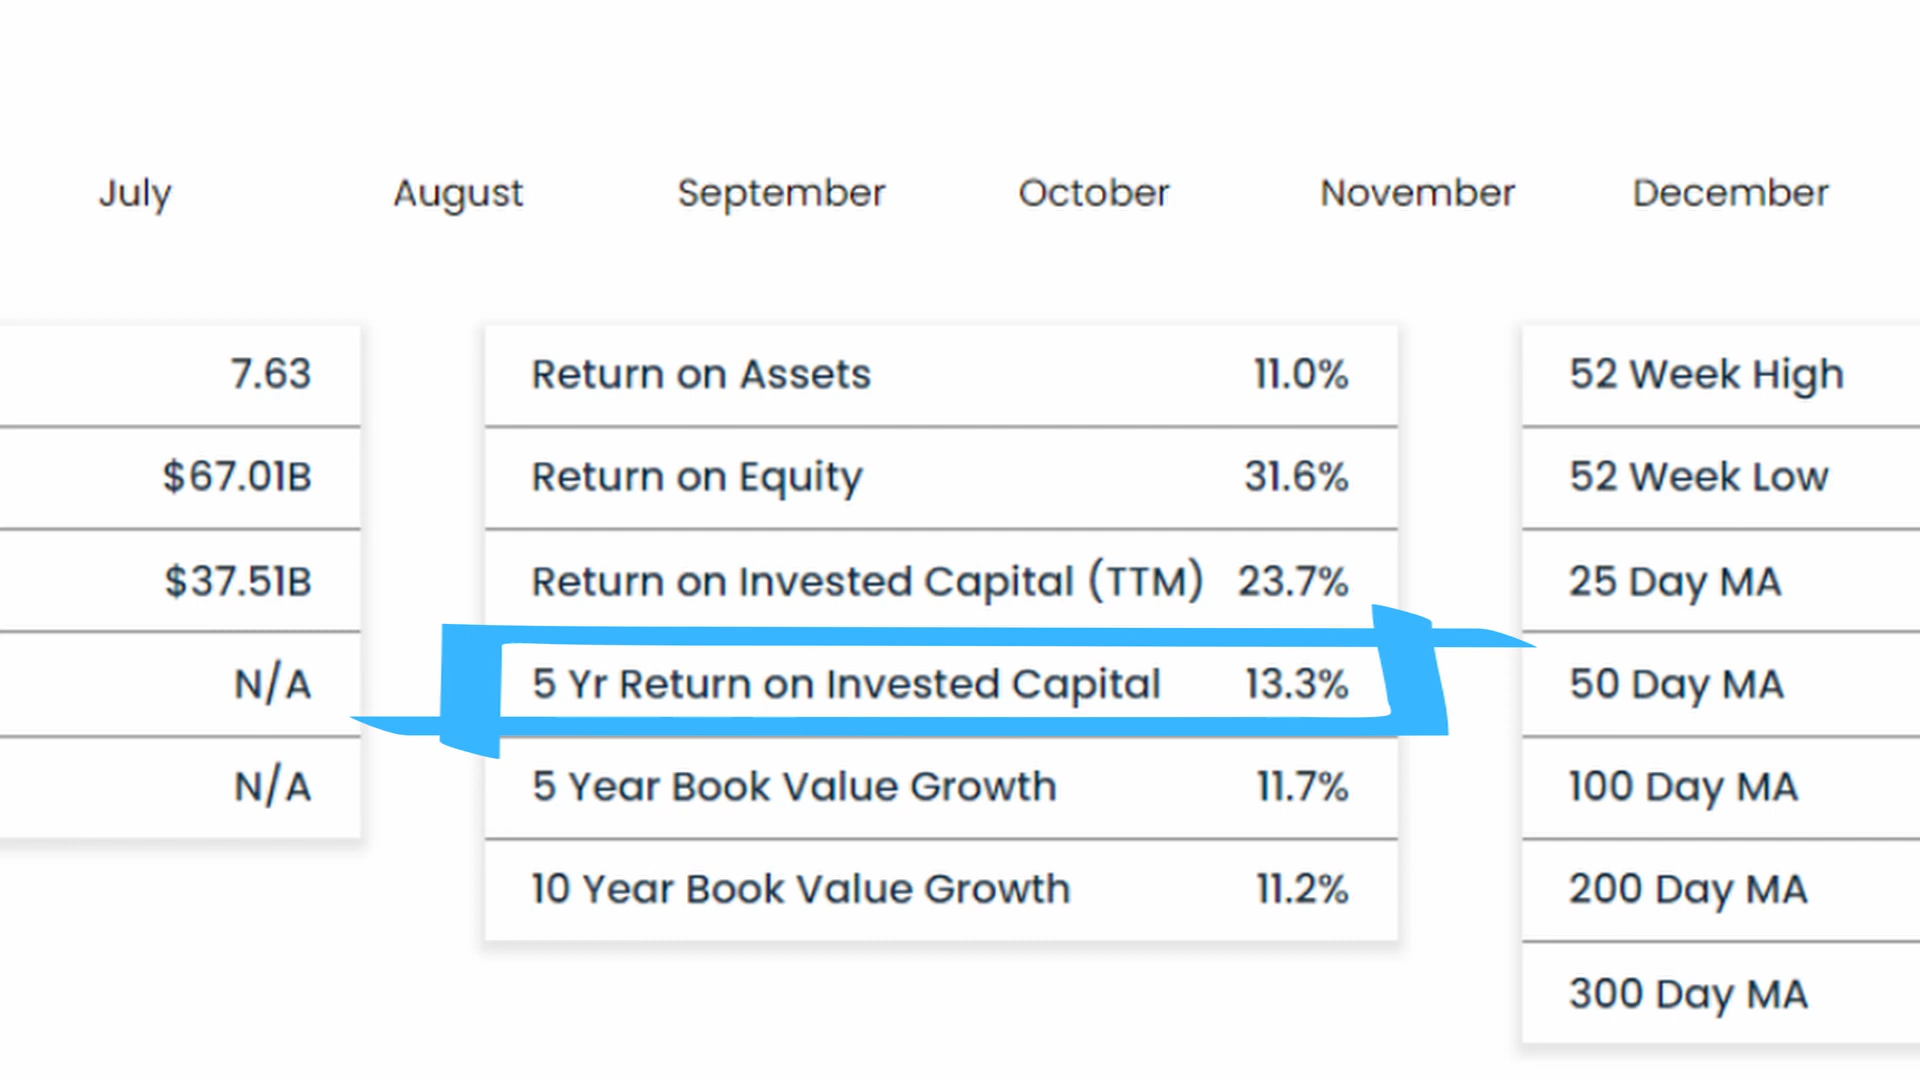 July August September October November December
7.63
$67.01B
$37.51B
N/A
N/A
Return on Assets 11.0%
Return on Equity 31.6%
Return on Invested Capital (TTM) 23.7%
5 Yr Return on Invested Capital 13.3%
5 Year Book Value Growth 11.7%
10 Year Book Value Growth 11.2%
52 Week High
52 Week Low
25 Day MA
50 Day MA
100 Day MA
200 Day MA
300 Day MA